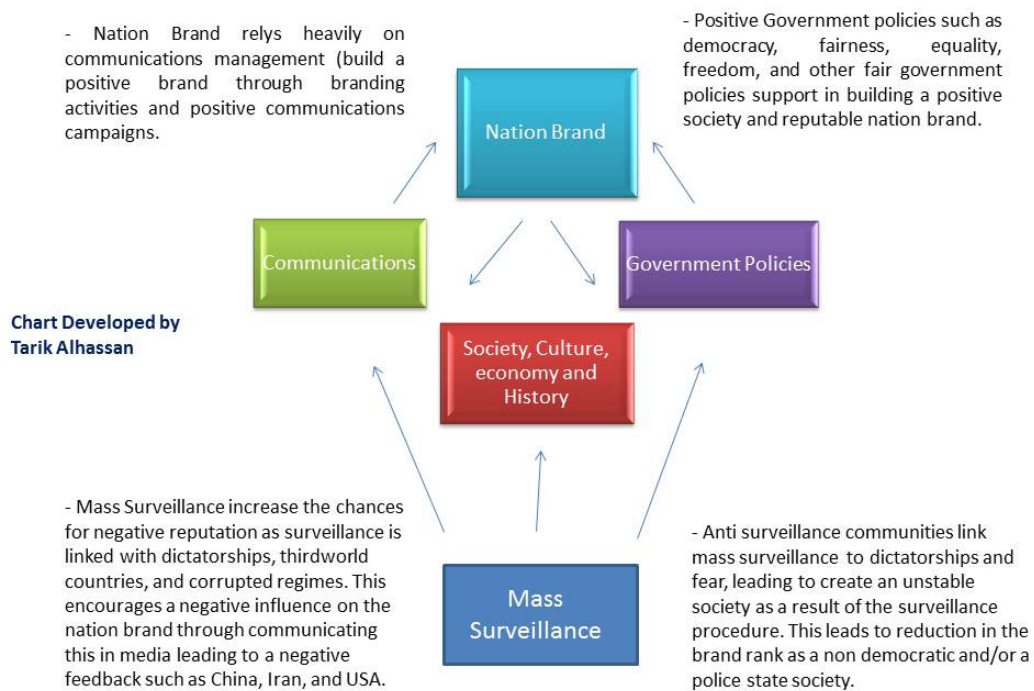 - Nation Brand relys heavily on
communications management (build a
positive brand through branding
activities and positive communications
campaigns.
- Positive Government policies such as
democracy, fairness, equality,
freedom, and other fair government
policies support in building a positive
society and reputable nation brand.
Nation Brand
Communications
Government Policies
Chart Developed by
Tarik Alhassan
Society, Culture,
economy and
History
- Mass Surveillance increase the chances
for negative reputation as surveillance is
linked with dictatorships, thirdworld
countries, and corrupted regimes. This
encourages a negative influence on the
nation brand through communicating
this in media leading to a negative
feedback such as China, Iran, and USA.
Mass
Surveillance
- Anti surveillance communities link
mass surveillance to dictatorships and
fear, leading to create an unstable
society as a result of the surveillance
procedure. This leads to reduction in the
brand rank as a non democratic and/or a
police state society.